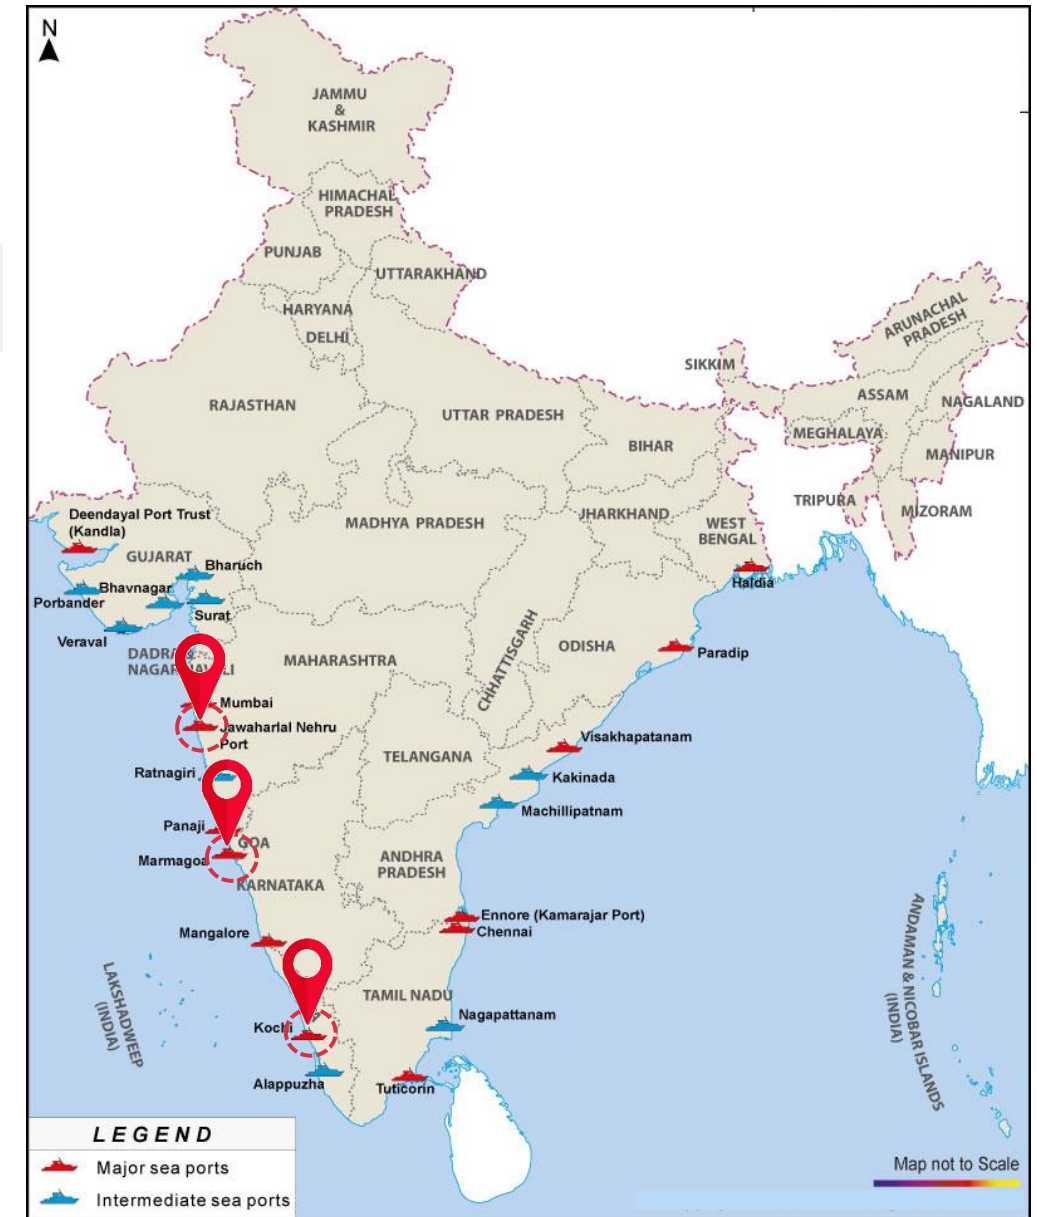 N
JAMMU
&
KASHMIR
HIMACHAL
PRADESH
PUNJAB
UTTARAKHAND
HARYANA
DELHI
ARUNACHAL
PRADESH
SIKKIM
ASSAM
NAGALAND
RAJASTHAN
UTTAR PRADESH
MEGHALAYA
BIHAR
MANIPUR
TRIPURA
MIZORAM
Deendayal Port Trust
(Kandla)
MADHYA PRADESH
JHARKHAND
WEST
BENGAL
GUJARAT
Bharuch
Bhavnagar
Haldia
Porbander
Surat
Veraval
CHHATTISGARH
ODISHA
Paradip
DADRA &
MAHARASHTRA
Mumbai
Jawaharlal Nehru
Port
Visakhapatanam
TELANGANA
Ratnagiri
Kakinada
Machillipatnam
Panaji
GOA
Marmagoa
ANDHRA
PRADESH
KARNATAKA
Ennore (Kamarajar Port)
Chennai
Mangalore
LAKSHADWEEP
(INDIA)
TAMIL NADU
ANDAMAN & NICOBAR ISLANDS
(INDIA)
Nagapattanam
Kochi
Alappuzha
Tuticorin
LEGEND
Major sea ports
Intermediate sea ports
Map not to Scale